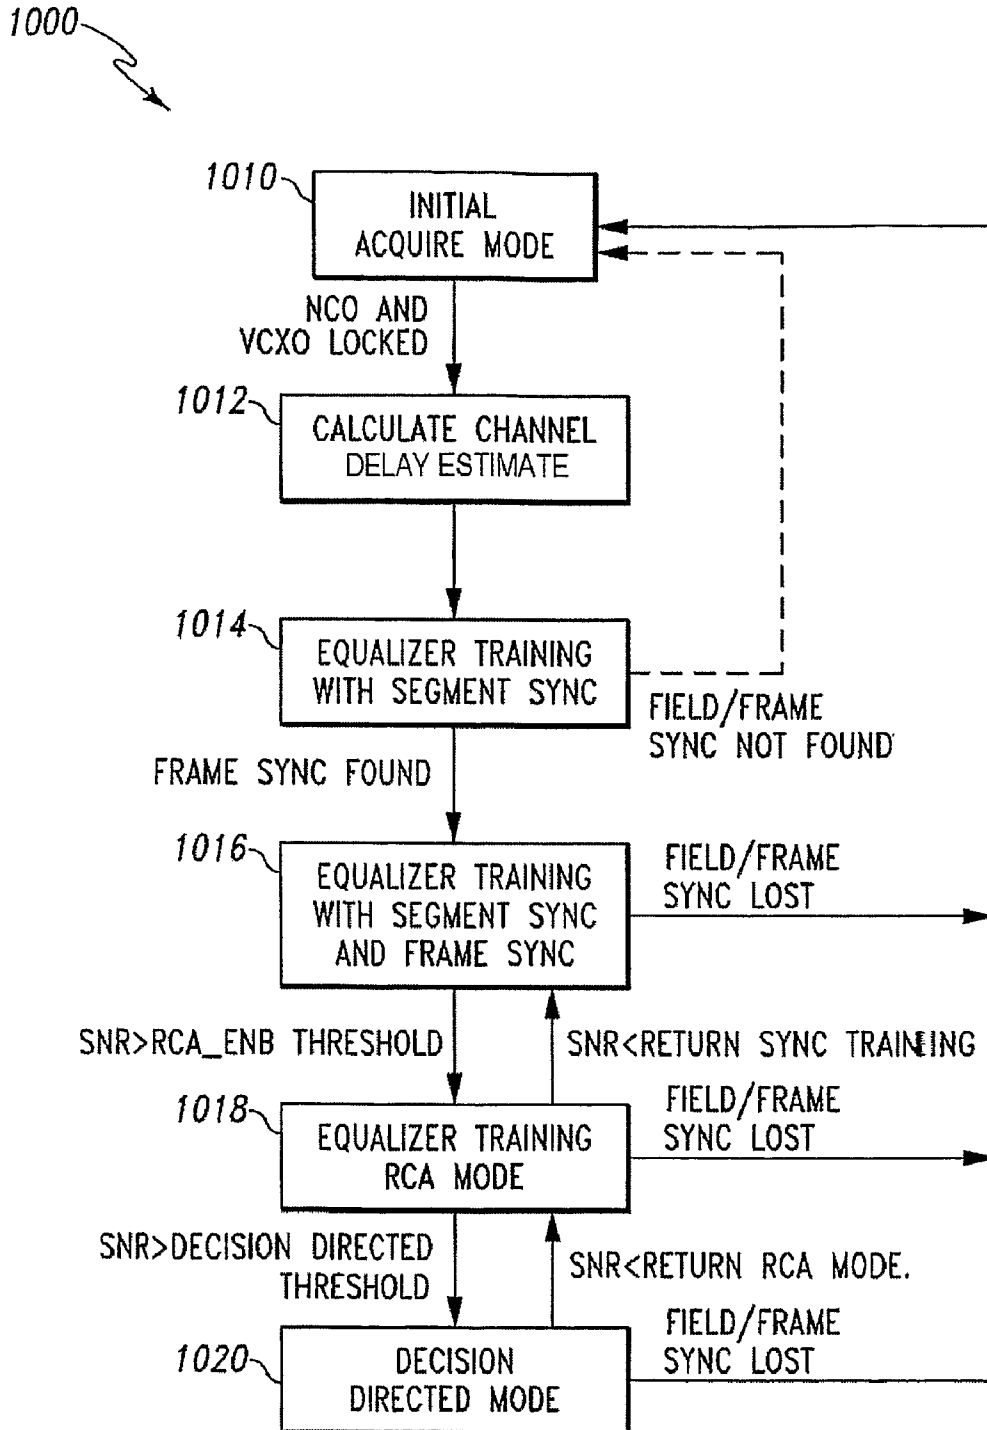 1000
1010
INITIAL
ACQUIRE MODE
NCO AND
VCXO LOCKED
1012
CALCULATE CHANNEL
DELAY ESTIMATE
1014
EQUALIZER TRAINING
WITH SEGMENT SYNC
FIELD/FRAME
SYNC NOT FOUND
FRAME SYNC FOUND
1016
EQUALIZER TRAINING
WITH SEGMENT SYNC
AND FRAME SYNC
FIELD/FRAME
SYNC LOST
SNR>RCA_ENB THRESHOLD
SNR<RETURN SYNC TRAINING
1018
EQUALIZER TRAINING
RCA MODE
FIELD/FRAME
SYNC LOST
SNR>DECISION DIRECTED
THRESHOLD
SNR<RETURN RCA MODE.
1020
DECISION
DIRECTED MODE
FIELD/FRAME
SYNC LOST